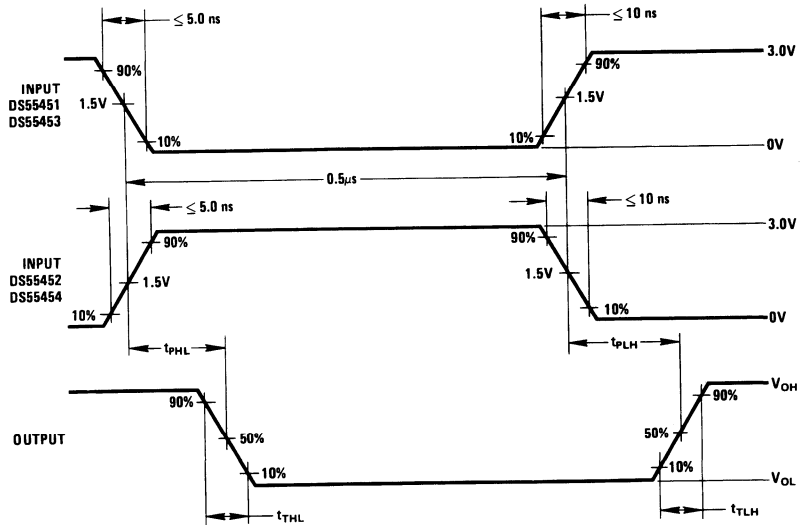 ≤ 5.0 ns
≤ 10 ns
90%
90%
3.0V
INPUT
DS55451
DS55453
1.5V
1.5V
10%
10%
0V
0.5μs
≤ 5.0 ns
≤ 10 ns
3.0V
90%
90%
INPUT
DS55452
DS55454
1.5V
1.5V
10%
10%
0V
tPHL
tPLH
VOH
90%
90%
OUTPUT
50%
50%
10%
10%
VOL
tTHL
tTLH